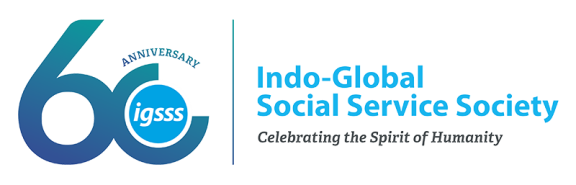 60
ANNIVERSARY
igsss
Indo-Global
Social Service Society
Celebrating the Spirit of Humanity